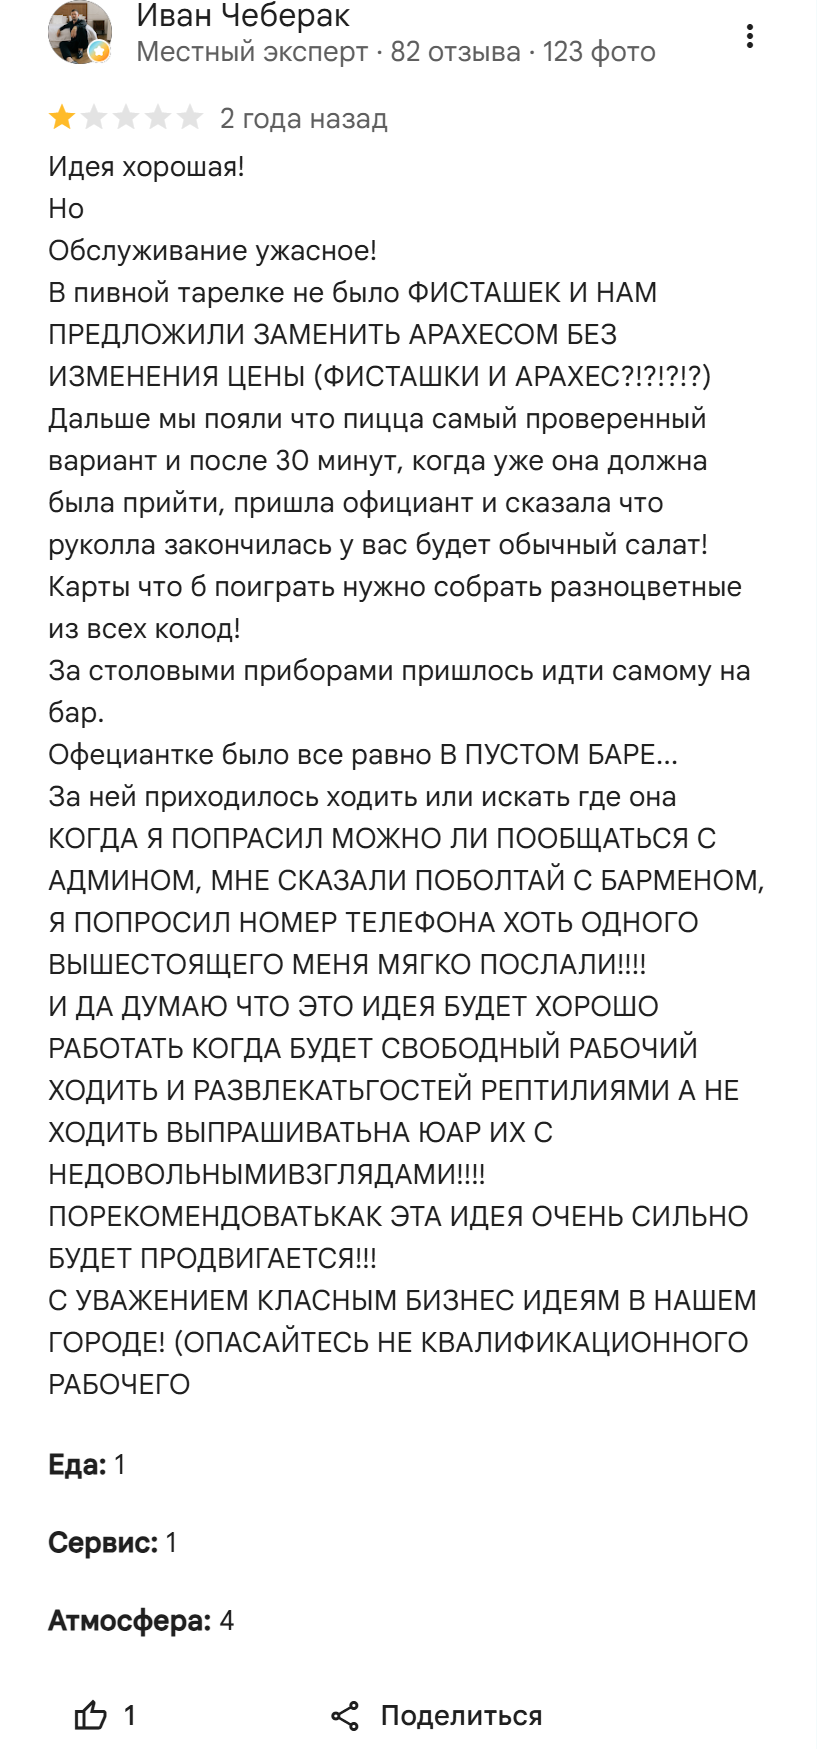 Иван Чеберак
Местный эксперт · 82 отзыва · 123 фото
2 года назад
Идея хорошая!
Но
Обслуживание ужасное!
В пивной тарелке не было ФИСТАШЕК И НАМ
ПРЕДЛОЖИЛИ ЗАМЕНИТЬ АРАХЕСОМ БЕЗ
ИЗМЕНЕНИЯ ЦЕНЫ (ФИСТАШКИ И АРАХЕС?!?!?!?)
Дальше мы пояли что пицца самый проверенный
вариант и после 30 минут, когда уже она должна
была прийти, пришла официант и сказала что
руколла закончилась у вас будет обычный салат!
Карты что б поиграть нужно собрать разноцветные
из всех колод!
За столовыми приборами пришлось идти самому на
бар.
Офециантке было все равно В ПУСТОМ БАРЕ...
За ней приходилось ходить или искать где она
КОГДА Я ПОПРАСИЛ МОЖНО ЛИ ПООБЩАТЬСЯ С
АДМИНОМ, МНЕ СКАЗАЛИ ПОБОЛТАЙ С БАРМЕНОМ,
Я ПОПРОСИЛ НОМЕР ТЕЛЕФОНА ХОТЬ ОДНОГО
ВЫШЕСТОЯЩЕГО МЕНЯ МЯГКО ПОСЛАЛИ!!!!
И ДА ДУМАЮ ЧТО ЭТО ИДЕЯ БУДЕТ ХОРОШО
РАБОТАТЬ КОГДА БУДЕТ СВОБОДНЫЙ РАБОЧИЙ
ХОДИТЬ И РАЗВЛЕКАТЬГОСТЕЙ РЕПТИЛИЯМИ А НЕ
ХОДИТЬ ВЫПРАШИВАТЬНА ЮАР ИХ С
НЕДОВОЛЬНЫМИВЗГЛЯДАМИ!!!!
ПОРЕКОМЕНДОВАТЬКАК ЭТА ИДЕЯ ОЧЕНЬ СИЛЬНО
БУДЕТ ПРОДВИГАЕТСЯ!!!
С УВАЖЕНИЕМ КЛАСНЫМ БИЗНЕС ИДЕЯМ В НАШЕМ
ГОРОДЕ! (ОПАСАЙТЕСЬ НЕ КВАЛИФИКАЦИОННОГО
РАБОЧЕГО
Еда: 1
Сервис: 1
Атмосфера: 4
1 Поделиться